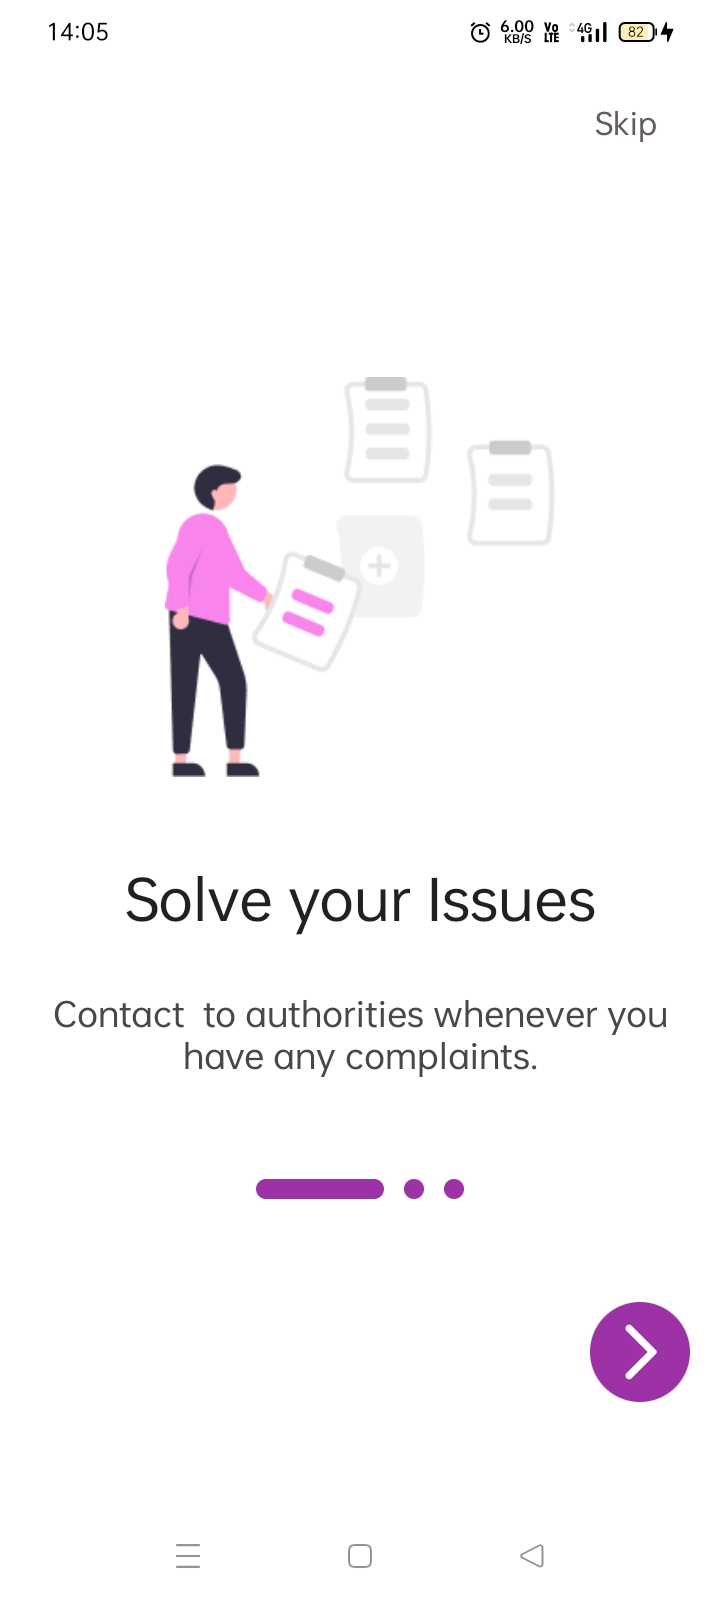 14:05
6.00
KB/S
Vo
LTE
4G
82
Skip
Solve your Issues
Contact  to authorities whenever you
have any complaints.